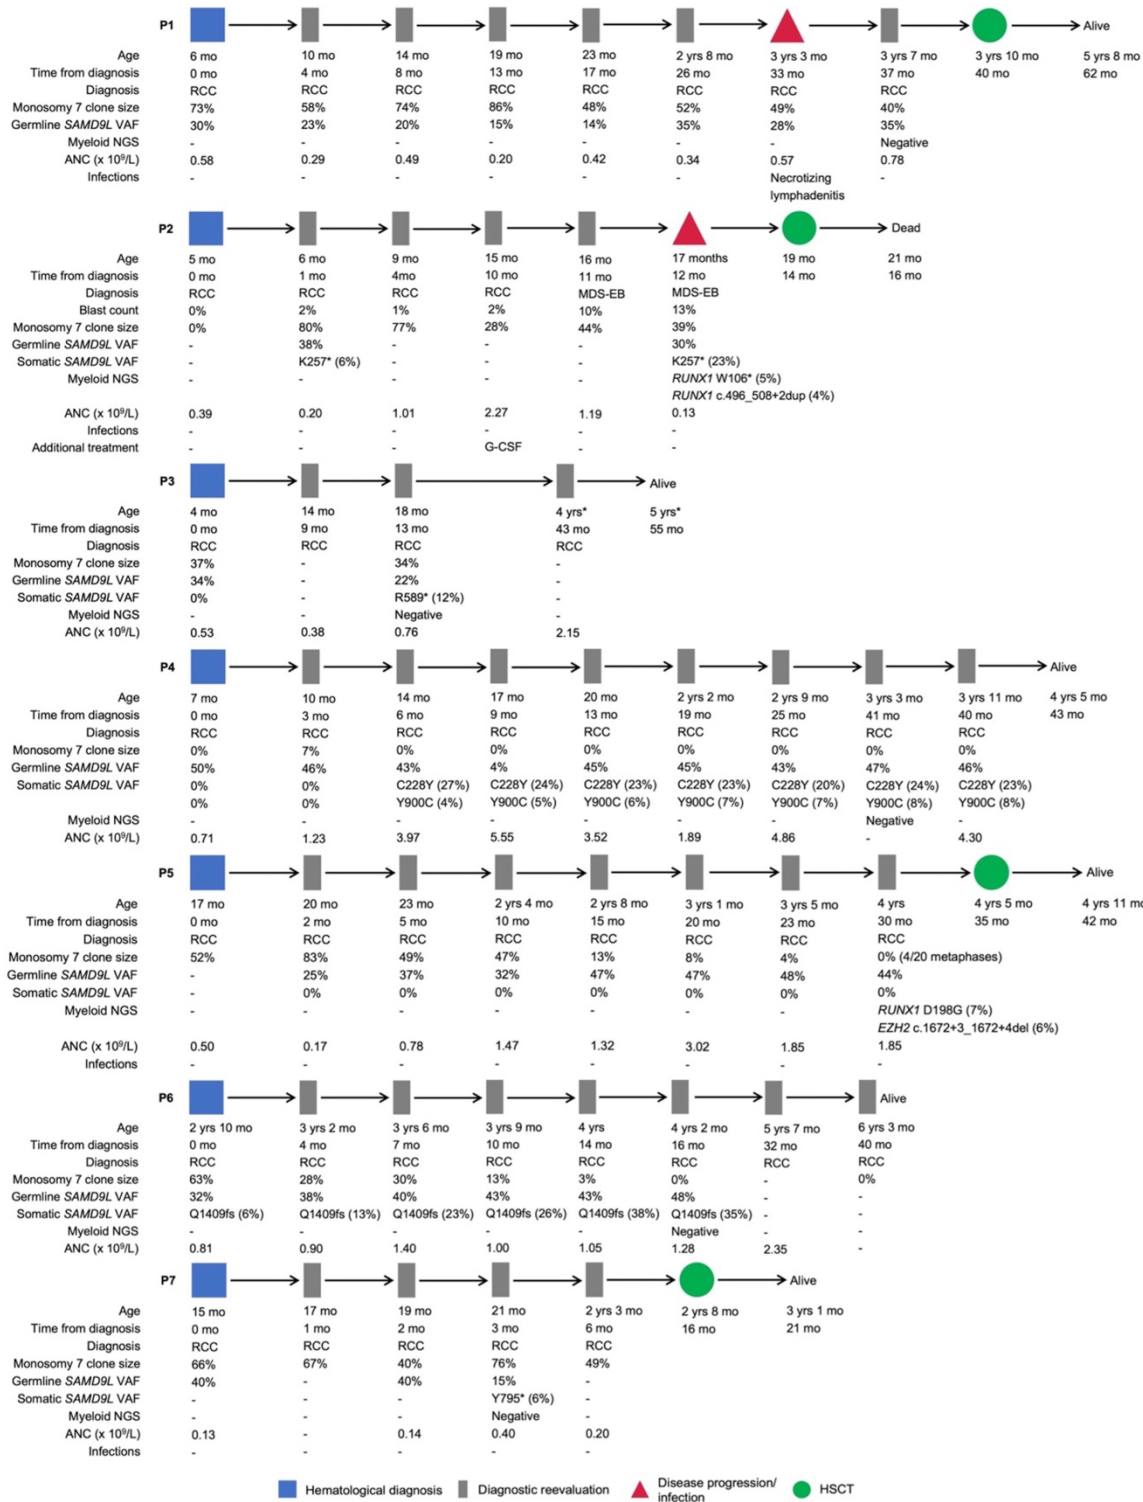 P1 Alive
Age 6 mo 10 mo 14 mo 19 mo 23 mo 2 yrs 8 mo 3 yrs 3 mo 3 yrs 7 mo 3 yrs 10 mo 5 yrs 8 mo
Time from diagnosis 0 mo 4 mo 8 mo 13 mo 17 mo 26 mo 33 mo 37 mo 40 mo 62 mo
Diagnosis RCC RCC RCC RCC RCC RCC RCC RCC
Monosomy 7 clone size 73% 58% 74% 86% 48% 52% 49% 40%
Germline SAMD9L VAF 30% 23% 20% 15% 14% 35% 28% 35%
Myeloid NGS - - - - - - - Negative
ANC (x 10⁹/L) 0.58 0.29 0.49 0.20 0.42 0.34 0.57 0.78
Infections - - - - - - Necrotizing -
lymphadenitis
P2 Dead
Age 5 mo 6 mo 9 mo 15 mo 16 mo 17 months 19 mo 21 mo
Time from diagnosis 0 mo 1 mo 4mo 10 mo 11 mo 12 mo 14 mo 16 mo
Diagnosis RCC RCC RCC RCC MDS-EB MDS-EB
Blast count 0% 2% 1% 2% 10% 13%
Monosomy 7 clone size 0% 80% 77% 28% 44% 39%
Germline SAMD9L VAF - 38% - - - 30%
Somatic SAMD9L VAF - K257* (6%) - - - K257* (23%)
Myeloid NGS - - - - - RUNX1 W106* (5%)
RUNX1 c.496_508+2dup (4%)
ANC (x 10⁹/L) 0.39 0.20 1.01 2.27 1.19 0.13
Infections - - - - - -
Additional treatment - - - G-CSF - -
P3 Alive
Age 4 mo 14 mo 18 mo 4 yrs* 5 yrs*
Time from diagnosis 0 mo 9 mo 13 mo 43 mo 55 mo
Diagnosis RCC RCC RCC RCC
Monosomy 7 clone size 37% - 34% -
Germline SAMD9L VAF 34% - 22% -
Somatic SAMD9L VAF 0% - R589* (12%) -
Myeloid NGS - - Negative -
ANC (x 10⁹/L) 0.53 0.38 0.76 2.15
P4 Alive
Age 7 mo 10 mo 14 mo 17 mo 20 mo 2 yrs 2 mo 2 yrs 9 mo 3 yrs 3 mo 3 yrs 11 mo 4 yrs 5 mo
Time from diagnosis 0 mo 3 mo 6 mo 9 mo 13 mo 19 mo 25 mo 41 mo 40 mo 43 mo
Diagnosis RCC RCC RCC RCC RCC RCC RCC RCC RCC
Monosomy 7 clone size 0% 7% 0% 0% 0% 0% 0% 0% 0%
Germline SAMD9L VAF 50% 46% 43% 4% 45% 45% 43% 47% 46%
Somatic SAMD9L VAF 0% 0% C228Y (27%) C228Y (24%) C228Y (23%) C228Y (23%) C228Y (20%) C228Y (24%) C228Y (23%)
0% 0% Y900C (4%) Y900C (5%) Y900C (6%) Y900C (7%) Y900C (7%) Y900C (8%) Y900C (8%)
Myeloid NGS - - - - - - - Negative -
ANC (x 10⁹/L) 0.71 1.23 3.97 5.55 3.52 1.89 4.86 - 4.30
P5 Alive
Age 17 mo 20 mo 23 mo 2 yrs 4 mo 2 yrs 8 mo 3 yrs 1 mo 3 yrs 5 mo 4 yrs 4 yrs 5 mo 4 yrs 11 mo
Time from diagnosis 0 mo 2 mo 5 mo 10 mo 15 mo 20 mo 23 mo 30 mo 35 mo 42 mo
Diagnosis RCC RCC RCC RCC RCC RCC RCC RCC
Monosomy 7 clone size 52% 83% 49% 47% 13% 8% 4% 0% (4/20 metaphases)
Germline SAMD9L VAF 25% 37% 32% 47% 47% 48% 44%
Somatic SAMD9L VAF - 0% 0% 0% 0% 0% 0% 0%
Myeloid NGS - - - - - - - RUNX1 D198G (7%)
EZH2 c.1672+3_1672+4del (6%)
ANC (x 10⁹/L) 0.50 0.17 0.78 1.47 1.32 3.02 1.85 1.85
Infections - - - - - - - -
P6 Alive
Age 2 yrs 10 mo 3 yrs 2 mo 3 yrs 6 mo 3 yrs 9 mo 4 yrs 4 yrs 2 mo 5 yrs 7 mo 6 yrs 3 mo
Time from diagnosis 0 mo 4 mo 7 mo 10 mo 14 mo 16 mo 32 mo 40 mo
Diagnosis RCC RCC RCC RCC RCC RCC RCC RCC
Monosomy 7 clone size 63% 28% 30% 13% 3% 0% - 0%
Germline SAMD9L VAF 32% 38% 40% 43% 43% 48% - -
Somatic SAMD9L VAF Q1409fs (6%) Q1409fs (13%) Q1409fs (23%) Q1409fs (26%) Q1409fs (38%) Q1409fs (35%) - -
Myeloid NGS - - - - - Negative - -
ANC (x 10⁹/L) 0.81 0.90 1.40 1.00 1.05 1.28 2.35 -
P7 Alive
Age 15 mo 17 mo 19 mo 21 mo 2 yrs 3 mo 2 yrs 8 mo 3 yrs 1 mo
Time from diagnosis 0 mo 1 mo 2 mo 3 mo 6 mo 16 mo 21 mo
Diagnosis RCC RCC RCC RCC RCC
Monosomy 7 clone size 66% 67% 40% 76% 49%
Germline SAMD9L VAF 40% - 40% 15% -
Somatic SAMD9L VAF - - - Y795* (6%) -
Myeloid NGS - - - Negative -
ANC (x 10⁹/L) 0.13 - 0.14 0.40 0.20
Infections - - - - -
Hematological diagnosis Diagnostic reevaluation Disease progression/ HSCT
infection